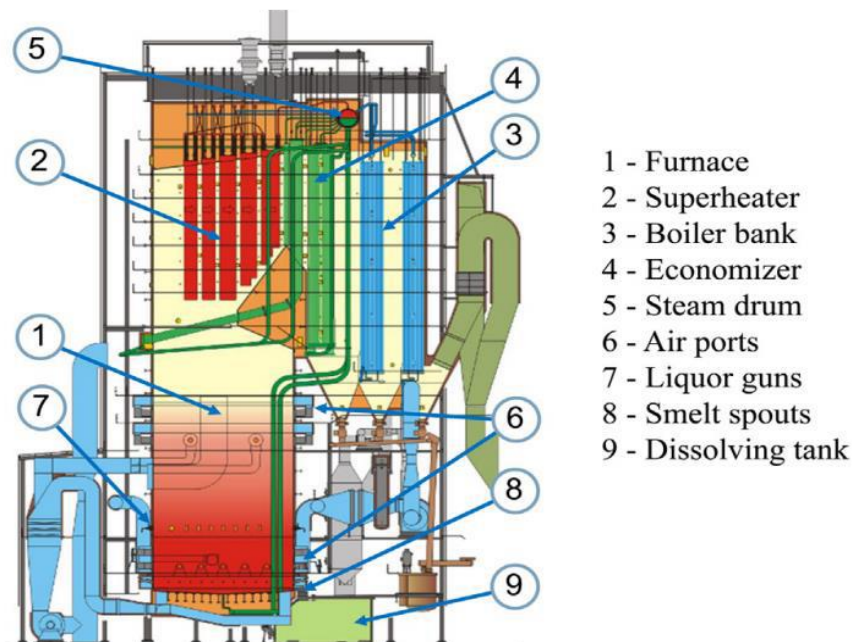 5
4
3
2
1
7
6
8
9
1 - Furnace
2 - Superheater
3 - Boiler bank
4 - Economizer
5 - Steam drum
6 - Air ports
7 - Liquor guns
8 - Smelt spouts
9 - Dissolving tank